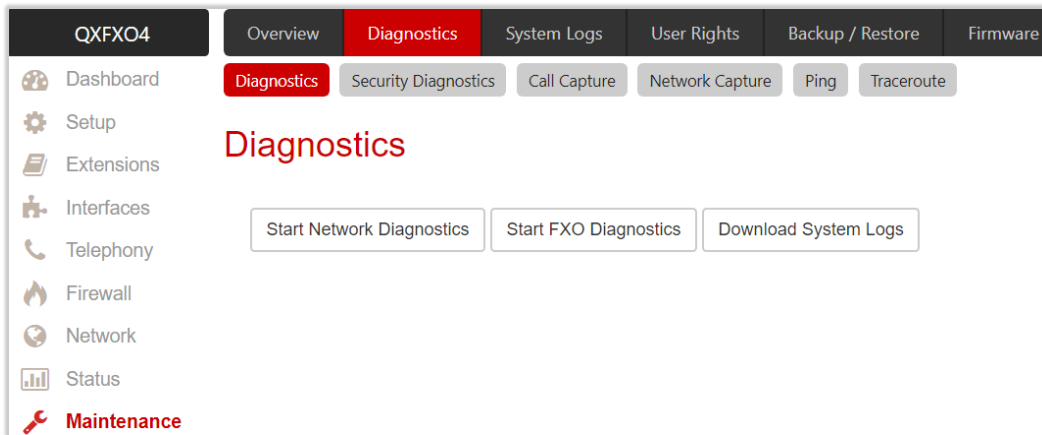 QXFXO4
Overview Diagnostics System Logs User Rights Backup / Restore Firmware
Dashboard
Setup
Extensions
Interfaces
Telephony
Firewall
Network
Status
Maintenance
Diagnostics Security Diagnostics Call Capture Network Capture Ping Traceroute
Diagnostics
Start Network Diagnostics Start FXO Diagnostics Download System Logs